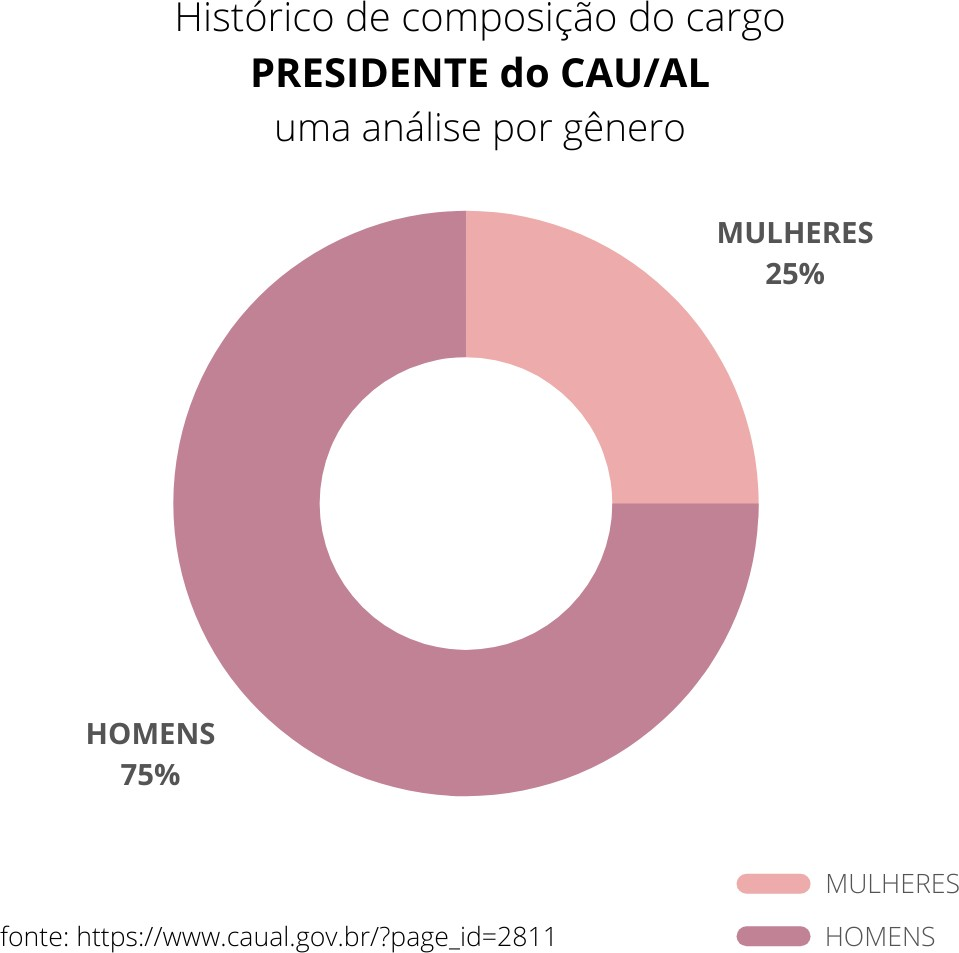 Histórico de composição do cargo
PRESIDENTE do CAU/AL
uma análise por gênero
MULHERES
25%
HOMENS
75%
MULHERES
HOMENS
fonte: https://www.caual.gov.br/?page_id=2811